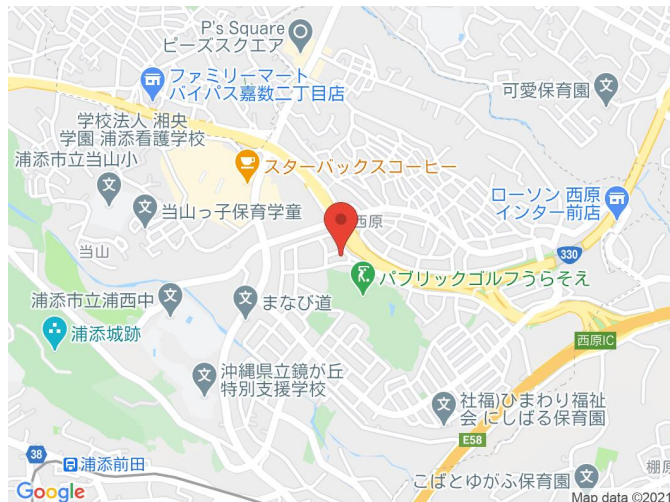 P's Square
ピーズスクエア
ファミリーマート
バイパス嘉数二丁目店
可愛保育園
学校法人 湘央
学園 浦添看護学校
浦添市立当山小
スターバックスコーヒー
ローソン 西原
インター前店
当山っ子保育学童
西原
当山
330
パブリックゴルフうらそえ
浦添市立浦西中
まなび道
浦添城跡
西原IC
沖縄県立鏡が丘
特別支援学校
社福)ひまわり福祉
会 にしばる保育園
E58
38
浦添前田
棚原
こばとゆがふ保育園
Google
Map data ©2021